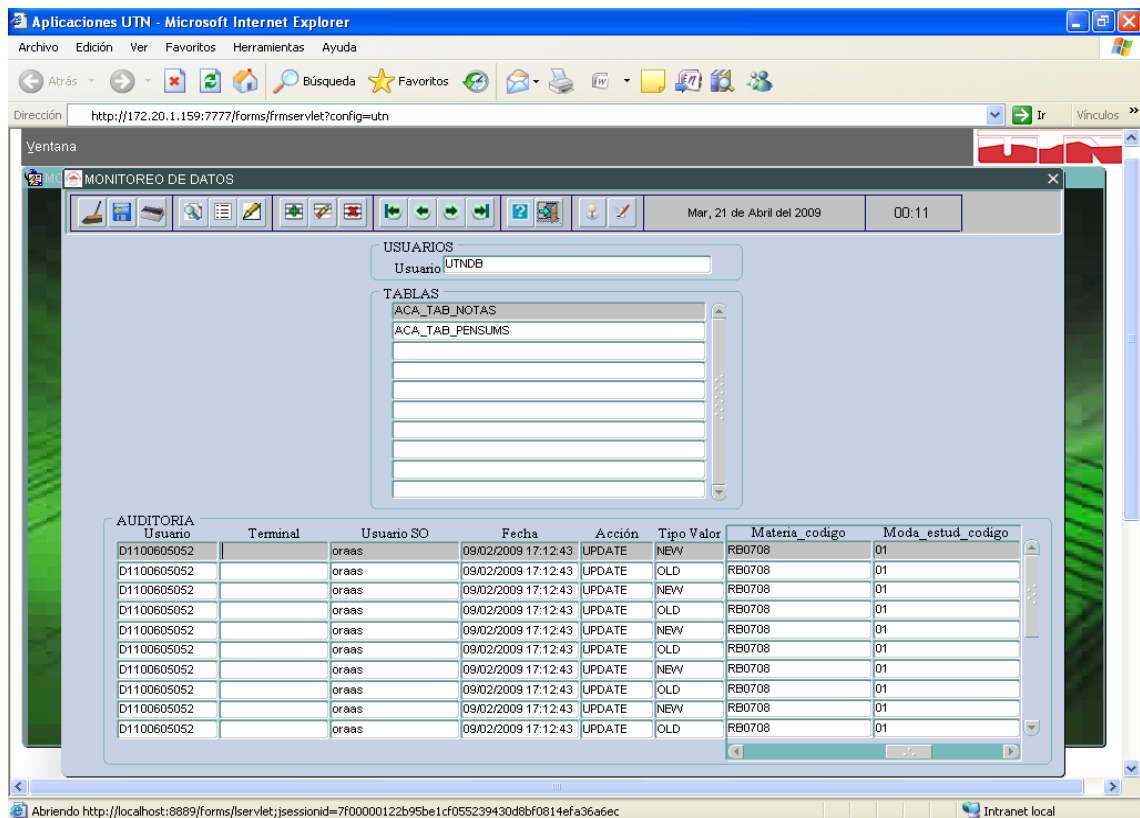 Aplicaciones UTN - Microsoft Internet Explorer
Archivo Edición Ver Favoritos Herramientas Ayuda
Atrás Búsqueda Favoritos
Dirección http://172.20.1.159:7777/forms/frmservlet?config=utn Ir Vínculos »
Ventana
MONITOREO DE DATOS
Mar, 21 de Abril del 2009 00:11
USUARIOS
Usuario UTNDB
TABLAS
ACA_TAB_NOTAS
ACA_TAB_PENSUMS
AUDITORIA
Usuario Terminal Usuario SO Fecha Acción Tipo Valor Materia_codigo Moda_estud_codigo
D1100605052 oraas 09/02/2009 17:12:43 UPDATE NEW RB0708 01
D1100605052 oraas 09/02/2009 17:12:43 UPDATE OLD RB0708 01
D1100605052 oraas 09/02/2009 17:12:43 UPDATE NEW RB0708 01
D1100605052 oraas 09/02/2009 17:12:43 UPDATE OLD RB0708 01
D1100605052 oraas 09/02/2009 17:12:43 UPDATE NEW RB0708 01
D1100605052 oraas 09/02/2009 17:12:43 UPDATE OLD RB0708 01
D1100605052 oraas 09/02/2009 17:12:43 UPDATE NEW RB0708 01
D1100605052 oraas 09/02/2009 17:12:43 UPDATE OLD RB0708 01
D1100605052 oraas 09/02/2009 17:12:43 UPDATE NEW RB0708 01
D1100605052 oraas 09/02/2009 17:12:43 UPDATE OLD RB0708 01
Abriendo http://localhost:8889/forms/lservlet;jsessionid=7f00000122b95be1cf055239430d8bf0814efa36a6ec Intranet local